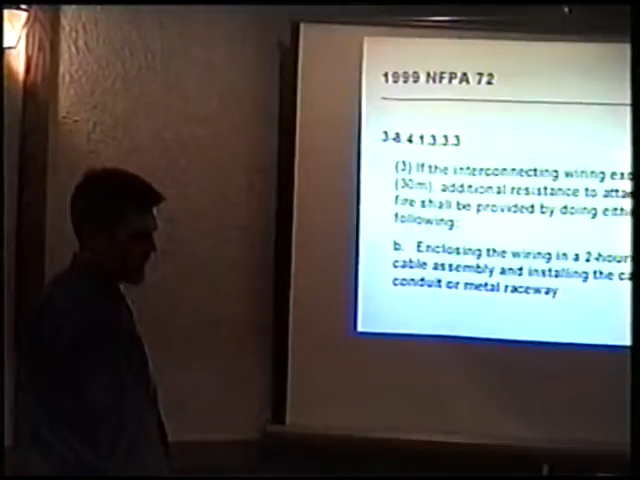 1999 NFPA 72
3-8.4.1.3.3.3
(3) If the interconnecting wiring
(30m), additional resistance to
fire shall be provided by doing
following:
b. Enclosing the wiring in a 2-hour
cable assembly and installing the
conduit or metal raceway